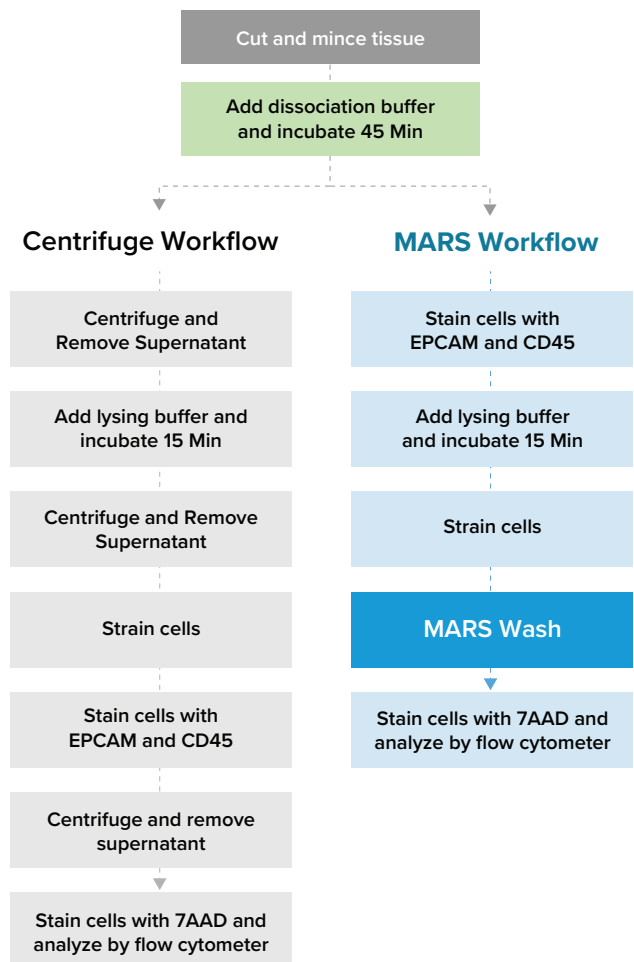 Cut and mince tissue
Add dissociation buffer
and incubate 45 Min
Centrifuge Workflow
Centrifuge and
Remove Supernatant
Add lysing buffer and
incubate 15 Min
Centrifuge and Remove
Supernatant
Strain cells
Stain cells with
EPCAM and CD45
Centrifuge and remove
supernatant
Stain cells with 7AAD and
analyze by flow cytometer
MARS Workflow
Stain cells with
EPCAM and CD45
Add lysing buffer
and incubate 15 Min
Strain cells
MARS Wash
Stain cells with 7AAD and
analyze by flow cytometer